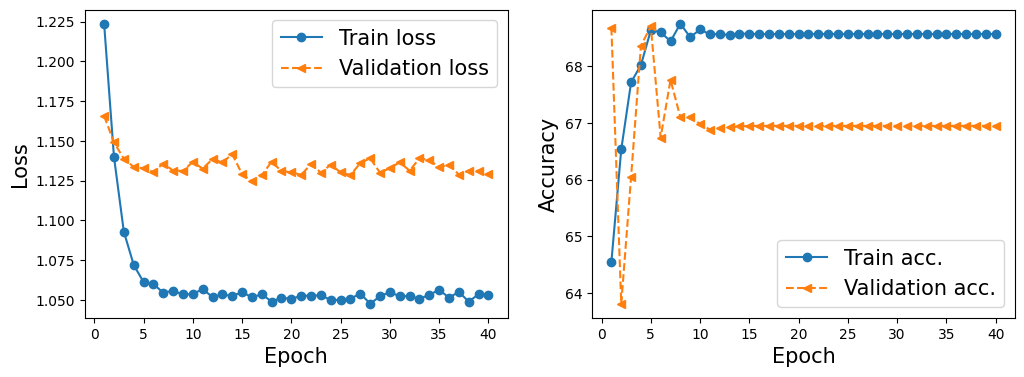 Loss
1.225
1.200
1.175
1.150
1.125
1.100
1.075
1.050
Train loss
Validation loss
0 5 10 15 20 25 30 35 40
Epoch
Accuracy
68
67
66
65
64
Train acc.
Validation acc.
0 5 10 15 20 25 30 35 40
Epoch